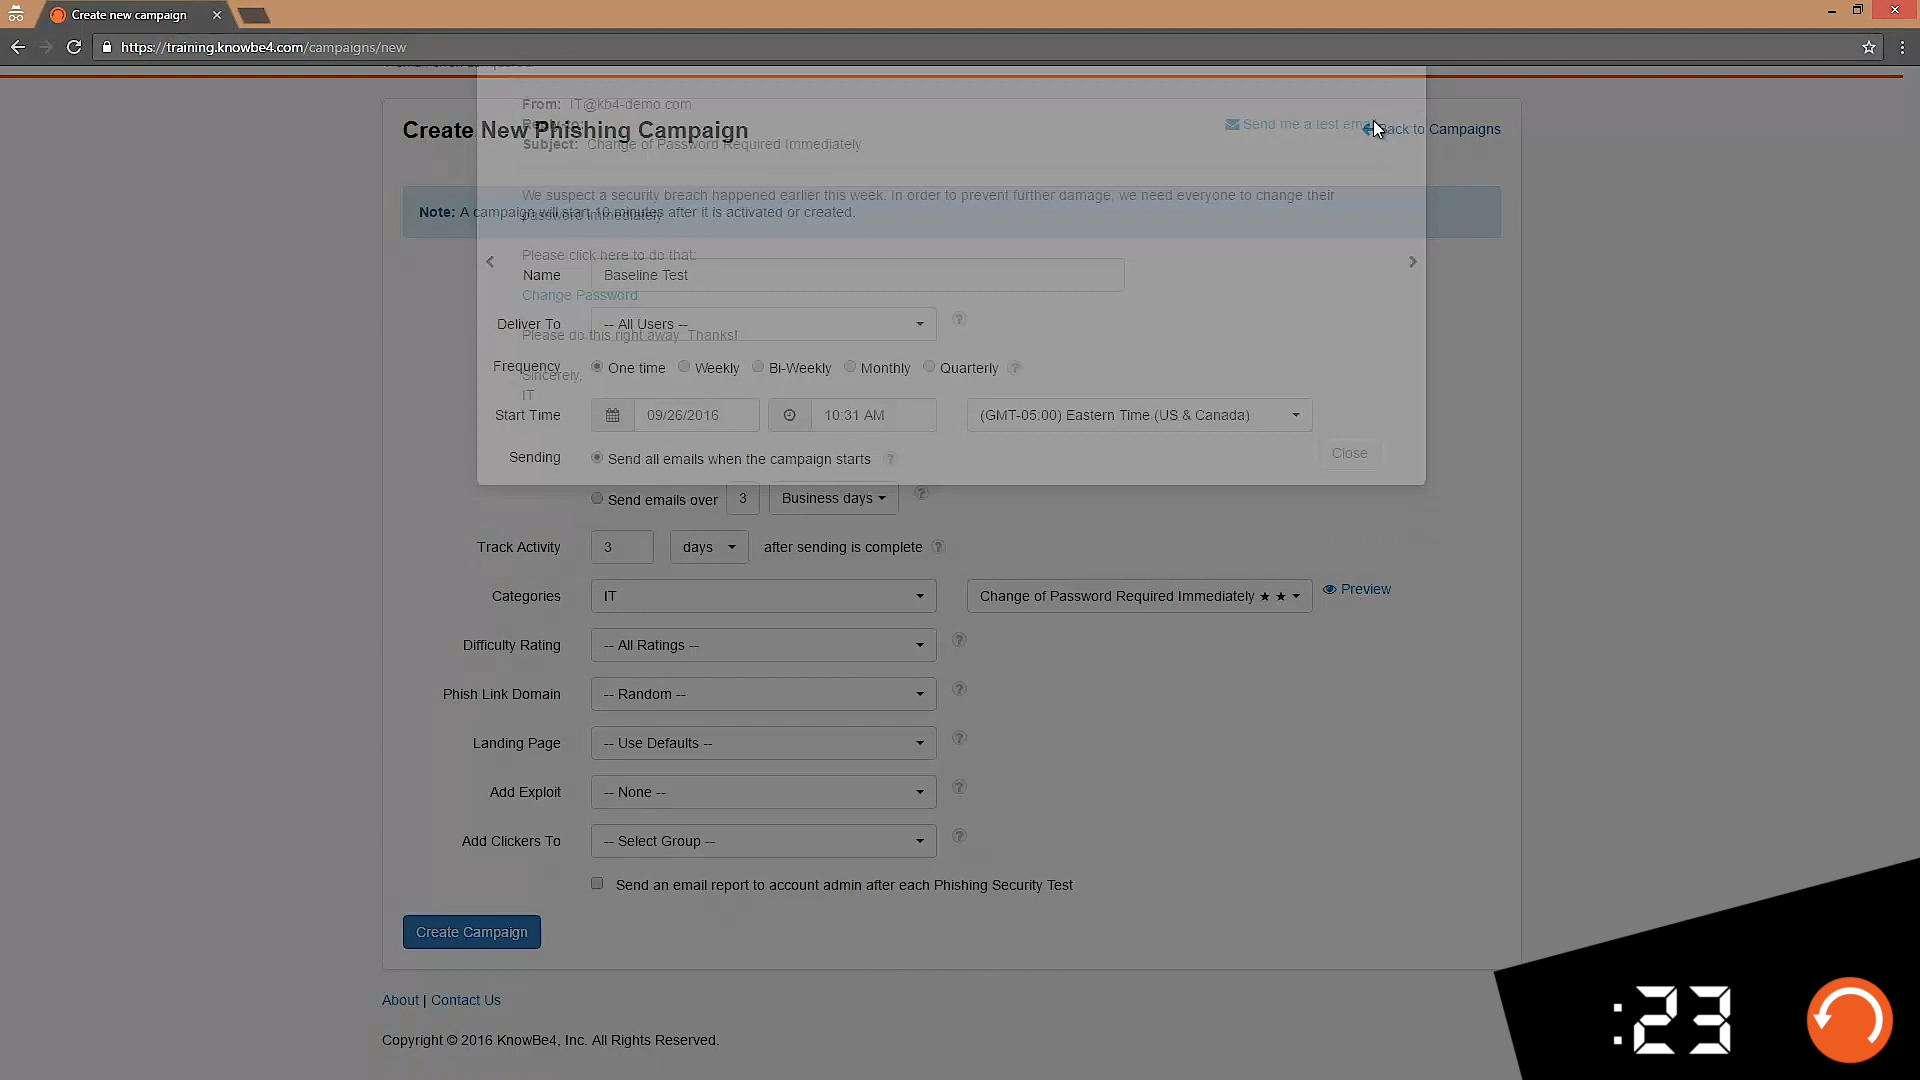 Create new campaign
https://training.knowbe4.com/campaigns/new
From: IT@kb4-demo.com
Reply-to:
Send me a test email
Create New Phishing Campaign
Back to Campaigns
Subject: Change of Password Required Immediately
We suspect a security breach happened earlier this week. In order to prevent further damage, we need everyone to change their
password immediately.
Note: A campaign will start 10 minutes after it is activated or created.
Please click here to do that:
Name Baseline Test
Change Password
Deliver To -- All Users -- ?
Please do this right away. Thanks!
Frequency One time Weekly Bi-Weekly Monthly Quarterly ?
Sincerely,
IT
Start Time 09/26/2016 10:31 AM (GMT-05:00) Eastern Time (US & Canada)
Close
Sending Send all emails when the campaign starts ?
Send emails over 3 Business days ?
Track Activity 3 days after sending is complete ?
Categories IT Change of Password Required Immediately ★ ★ Preview
Difficulty Rating -- All Ratings -- ?
Phish Link Domain -- Random -- ?
Landing Page -- Use Defaults -- ?
Add Exploit -- None -- ?
Add Clickers To -- Select Group -- ?
Send an email report to account admin after each Phishing Security Test
Create Campaign
About | Contact Us
Copyright © 2016 KnowBe4, Inc. All Rights Reserved.
:23